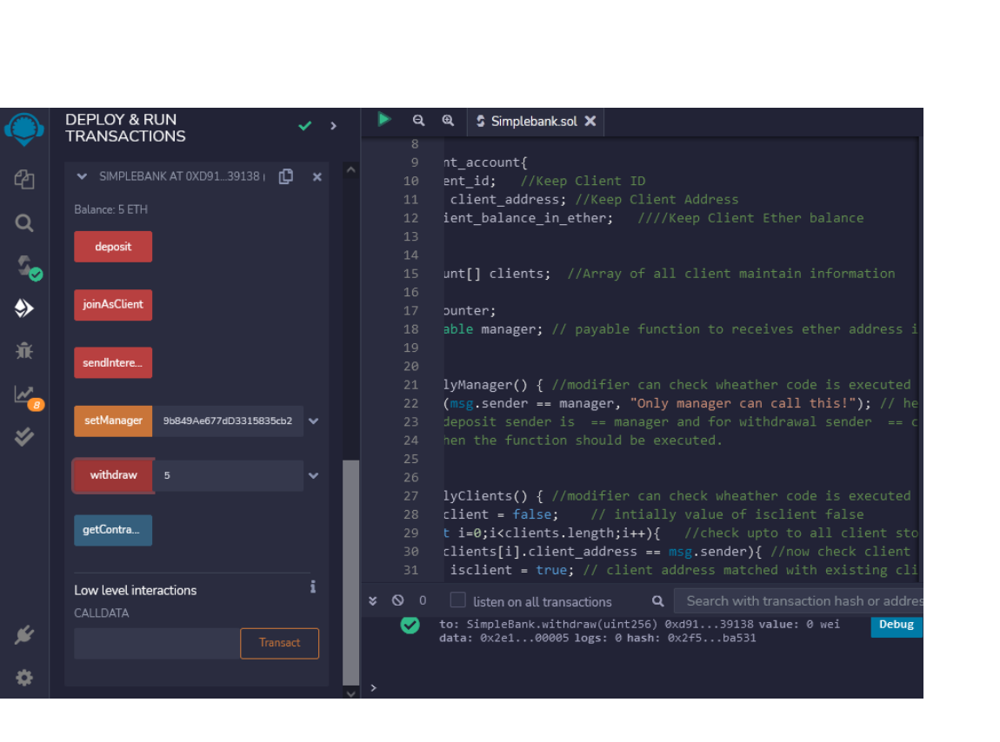 DEPLOY & RUN
TRANSACTIONS
SIMPLEBANK AT 0XD91...39138 (
Balance: 5 ETH
deposit
joinAsClient
sendIntere...
setManager 9b849Ae677dD3315835cb2
withdraw 5
getContra...
Low level interactions
CALLDATA
Transact
8
Simplebank.sol
8
9 nt_account{
10 ent_id; //Keep Client ID
11 client_address; //Keep Client Address
12 ient_balance_in_ether; ////Keep Client Ether balance
13
14
15 unt[] clients; //Array of all client maintain information
16
17 ounter;
18 able manager; // payable function to receives ether address i
19
20
21 lyManager() { //modifier can check wheather code is executed
22 (msg.sender == manager, "Only manager can call this!"); // he
23 deposit sender is == manager and for withdrawal sender == c
24 hen the function should be executed.
25
26
27 lyClients() { //modifier can check wheather code is executed
28 client = false; // intially value of isclient false
29 t i=0;i<clients.length;i++){ //check upto to all client sto
30 clients[i].client_address == msg.sender){ //now check client
31 isclient = true; // client address matched with existing cli
0 listen on all transactions Search with transaction hash or addres
to: SimpleBank.withdraw(uint256) 0xd91...39138 value: 0 wei Debug
data: 0x2e1...00005 logs: 0 hash: 0x2f5...ba531
>